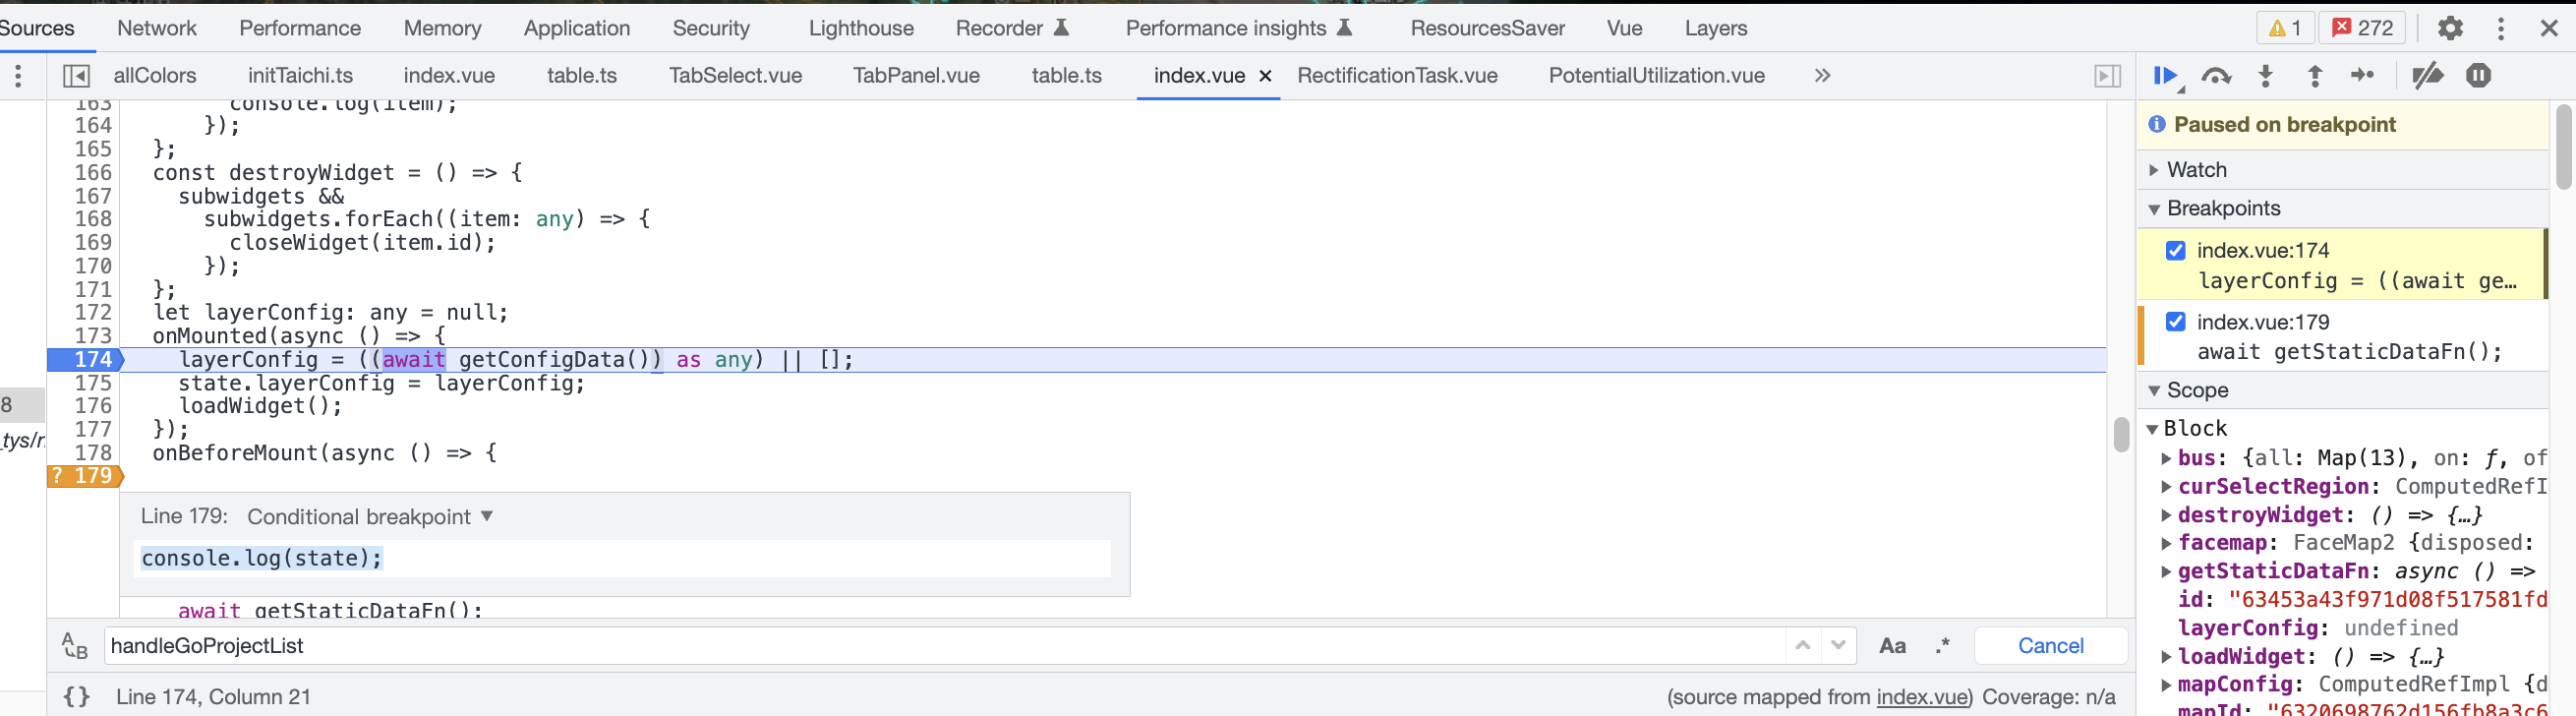 Sources Network Performance Memory Application Security Lighthouse Recorder Performance insights ResourcesSaver Vue Layers 1 272
allColors initTaichi.ts index.vue table.ts TabSelect.vue TabPanel.vue table.ts index.vue × RectificationTask.vue PotentialUtilization.vue »
163 console.log(item);
164 });
165 };
166 const destroyWidget = () => {
167 subwidgets &&
168 subwidgets.forEach((item: any) => {
169 closeWidget(item.id);
170 });
171 };
172 let layerConfig: any = null;
173 onMounted(async () => {
174 layerConfig = ((await getConfigData()) as any) || [];
175 state.layerConfig = layerConfig;
176 loadWidget();
177 });
178 onBeforeMount(async () => {
? 179
Line 179: Conditional breakpoint ▼
console.log(state);
await getStaticDataFn();
8
_tys/r
handleGoProjectList Aa .* Cancel
{} Line 174, Column 21 (source mapped from index.vue) Coverage: n/a
Paused on breakpoint
Watch
Breakpoints
index.vue:174
layerConfig = ((await ge…
index.vue:179
await getStaticDataFn();
Scope
Block
bus: {all: Map(13), on: ƒ, of
curSelectRegion: ComputedRefI
destroyWidget: () => {…}
facemap: FaceMap2 {disposed:
getStaticDataFn: async () =>
id: "63453a43f971d08f517581fd
layerConfig: undefined
loadWidget: () => {…}
mapConfig: ComputedRefImpl {d
mapId: "6320698762d156fb8a3c6